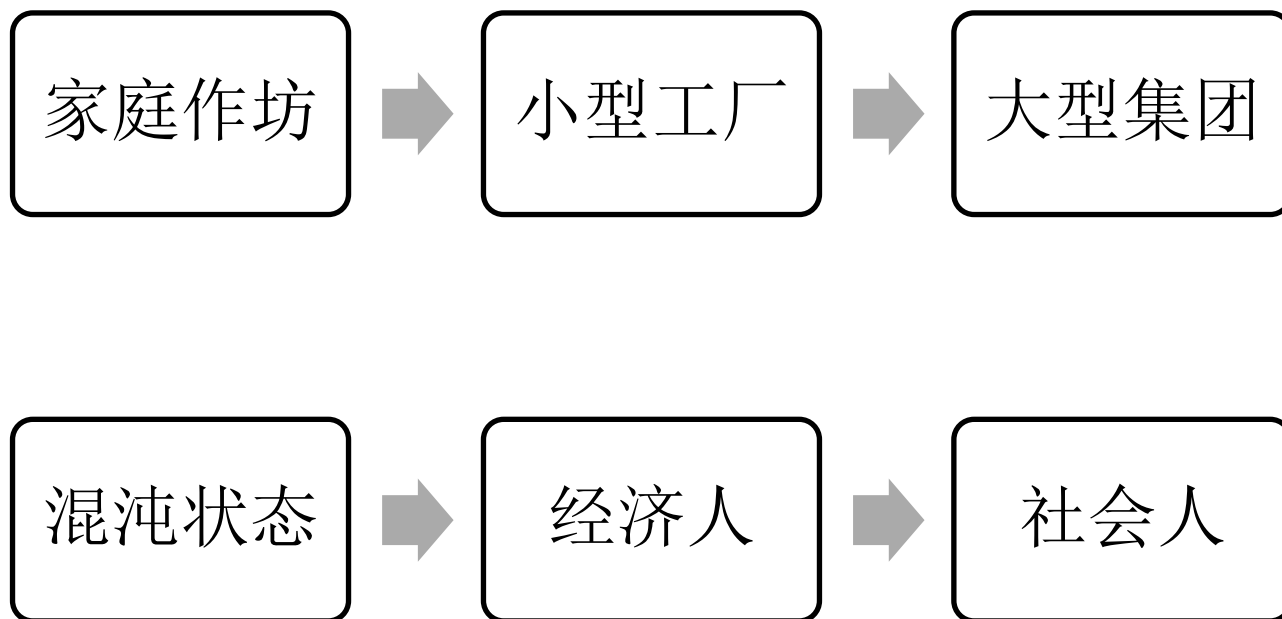 家庭作坊
小型工厂
大型集团
混沌状态
经济人
社会人